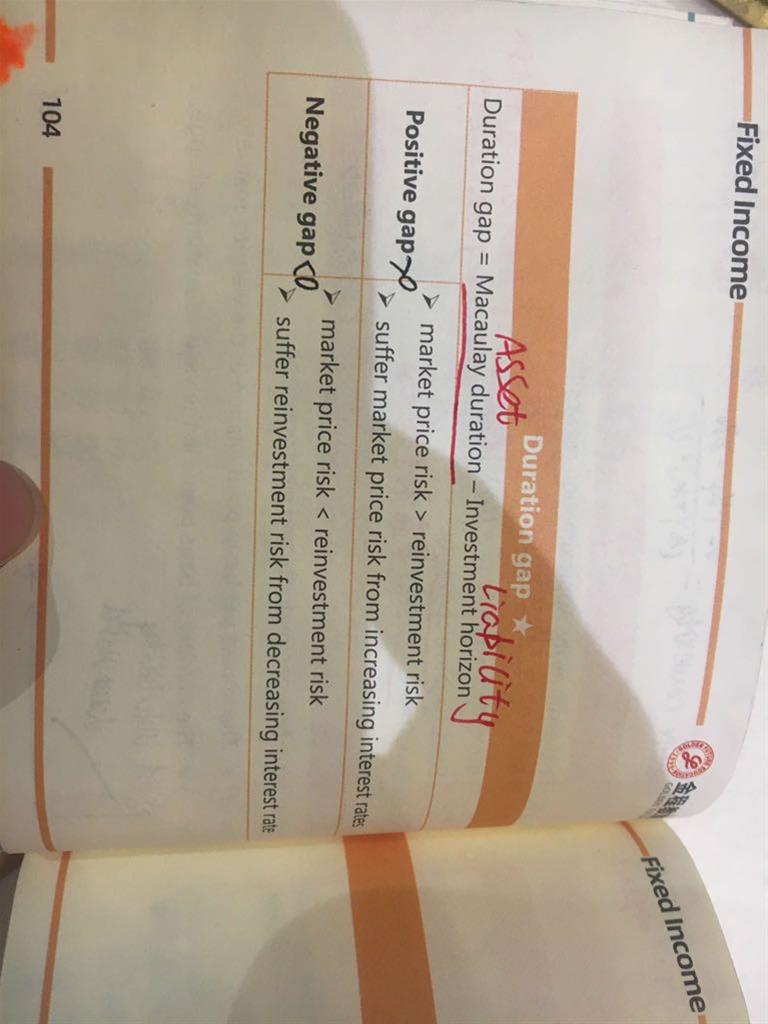 Fixed Income
Duration gap ★
Asset Liability
Duration gap = Macaulay duration – Investment horizon
Positive gap >0
➢ market price risk > reinvestment risk
➢ suffer market price risk from increasing interest rates
Negative gap <0
➢ market price risk < reinvestment risk
➢ suffer reinvestment risk from decreasing interest rate
104
Fixed Income